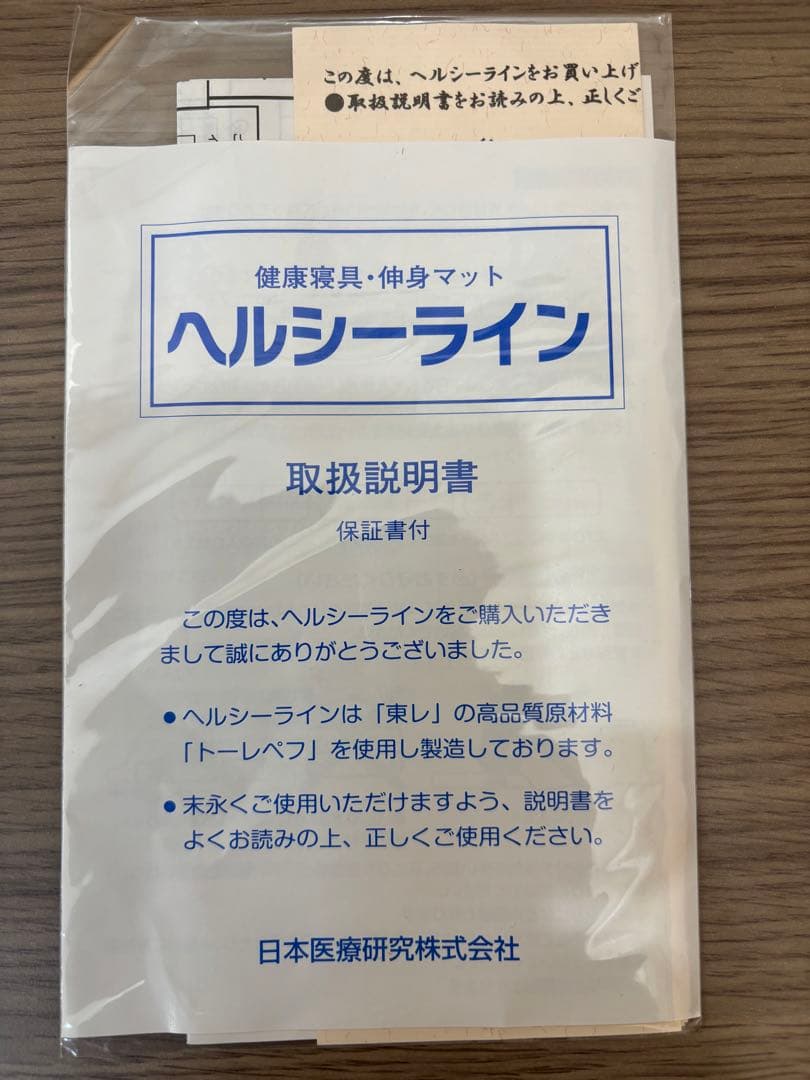 この度は、ヘルシーラインをお買い上げ
●取扱説明書をお読みの上、正しくご
健康寝具・伸身マット
ヘルシーライン
取扱説明書
保証書付
この度は、ヘルシーラインをご購入いただき
まして誠にありがとうございました。
●ヘルシーラインは「東レ」の高品質原材料
「トーレペフ」を使用し製造しております。
●末永くご使用いただけますよう、説明書を
よくお読みの上、正しくご使用ください。
日本医療研究株式会社